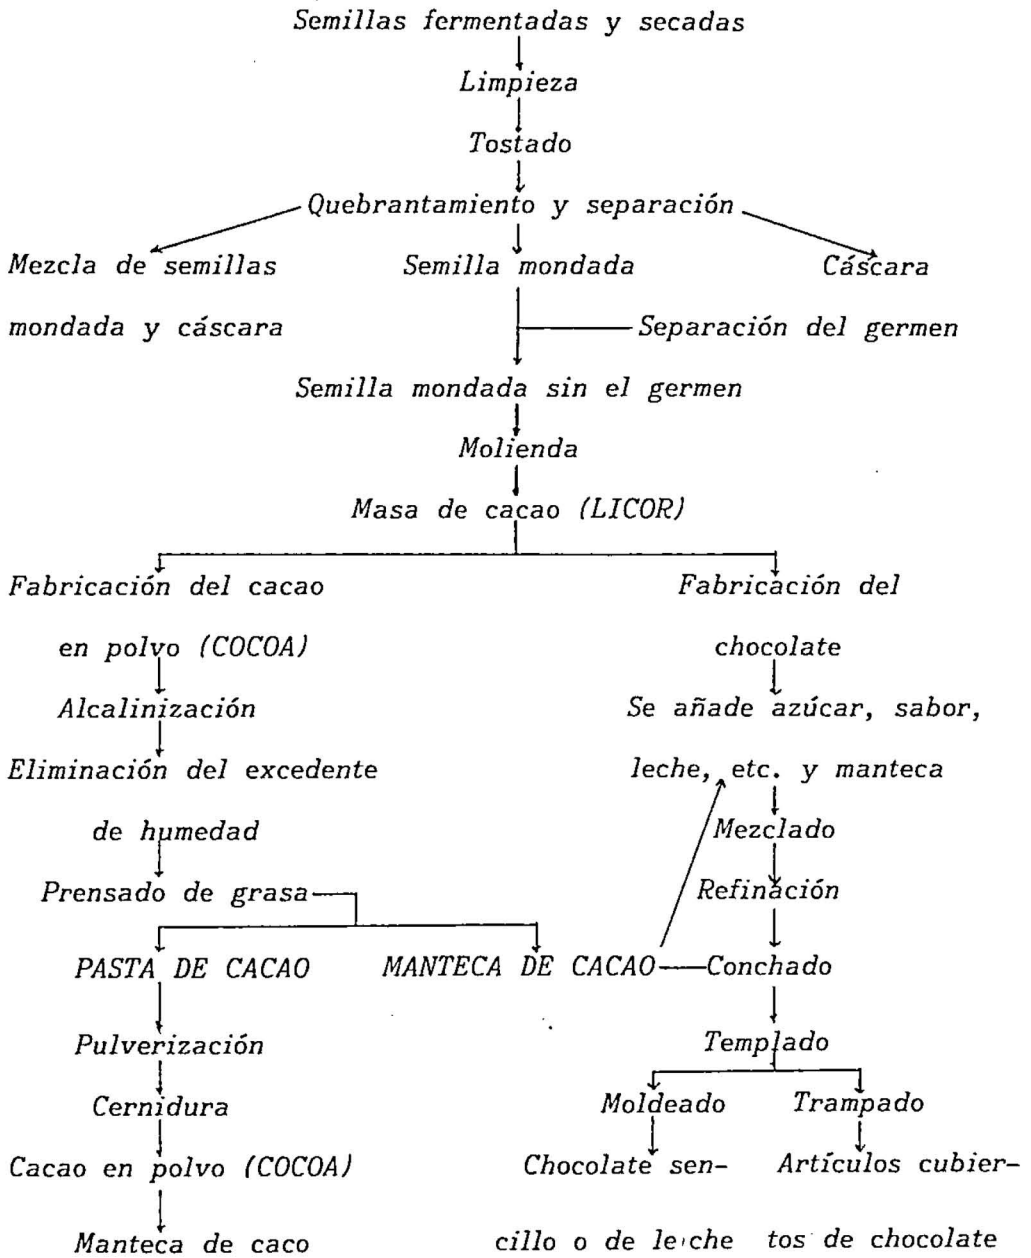 Semillas fermentadas y secadas
Limpieza
Tostado
Quebrantamiento y separación
Mezcla de semillas Semilla mondada Cáscara
mondada y cáscara Separación del germen
Semilla mondada sin el germen
Molienda
Masa de cacao (LICOR)
Fabricación del cacao Fabricación del
en polvo (COCOA) chocolate
Alcalinización Se añade azúcar, sabor,
Eliminación del excedente leche, etc. y manteca
de humedad Mezclado
Prensado de grasa Refinación
PASTA DE CACAO MANTECA DE CACAO Conchado
Pulverización Templado
Cernidura Moldeado Trampado
Cacao en polvo (COCOA) Chocolate sen- Artículos cubier-
Manteca de caco cillo o de leche tos de chocolate